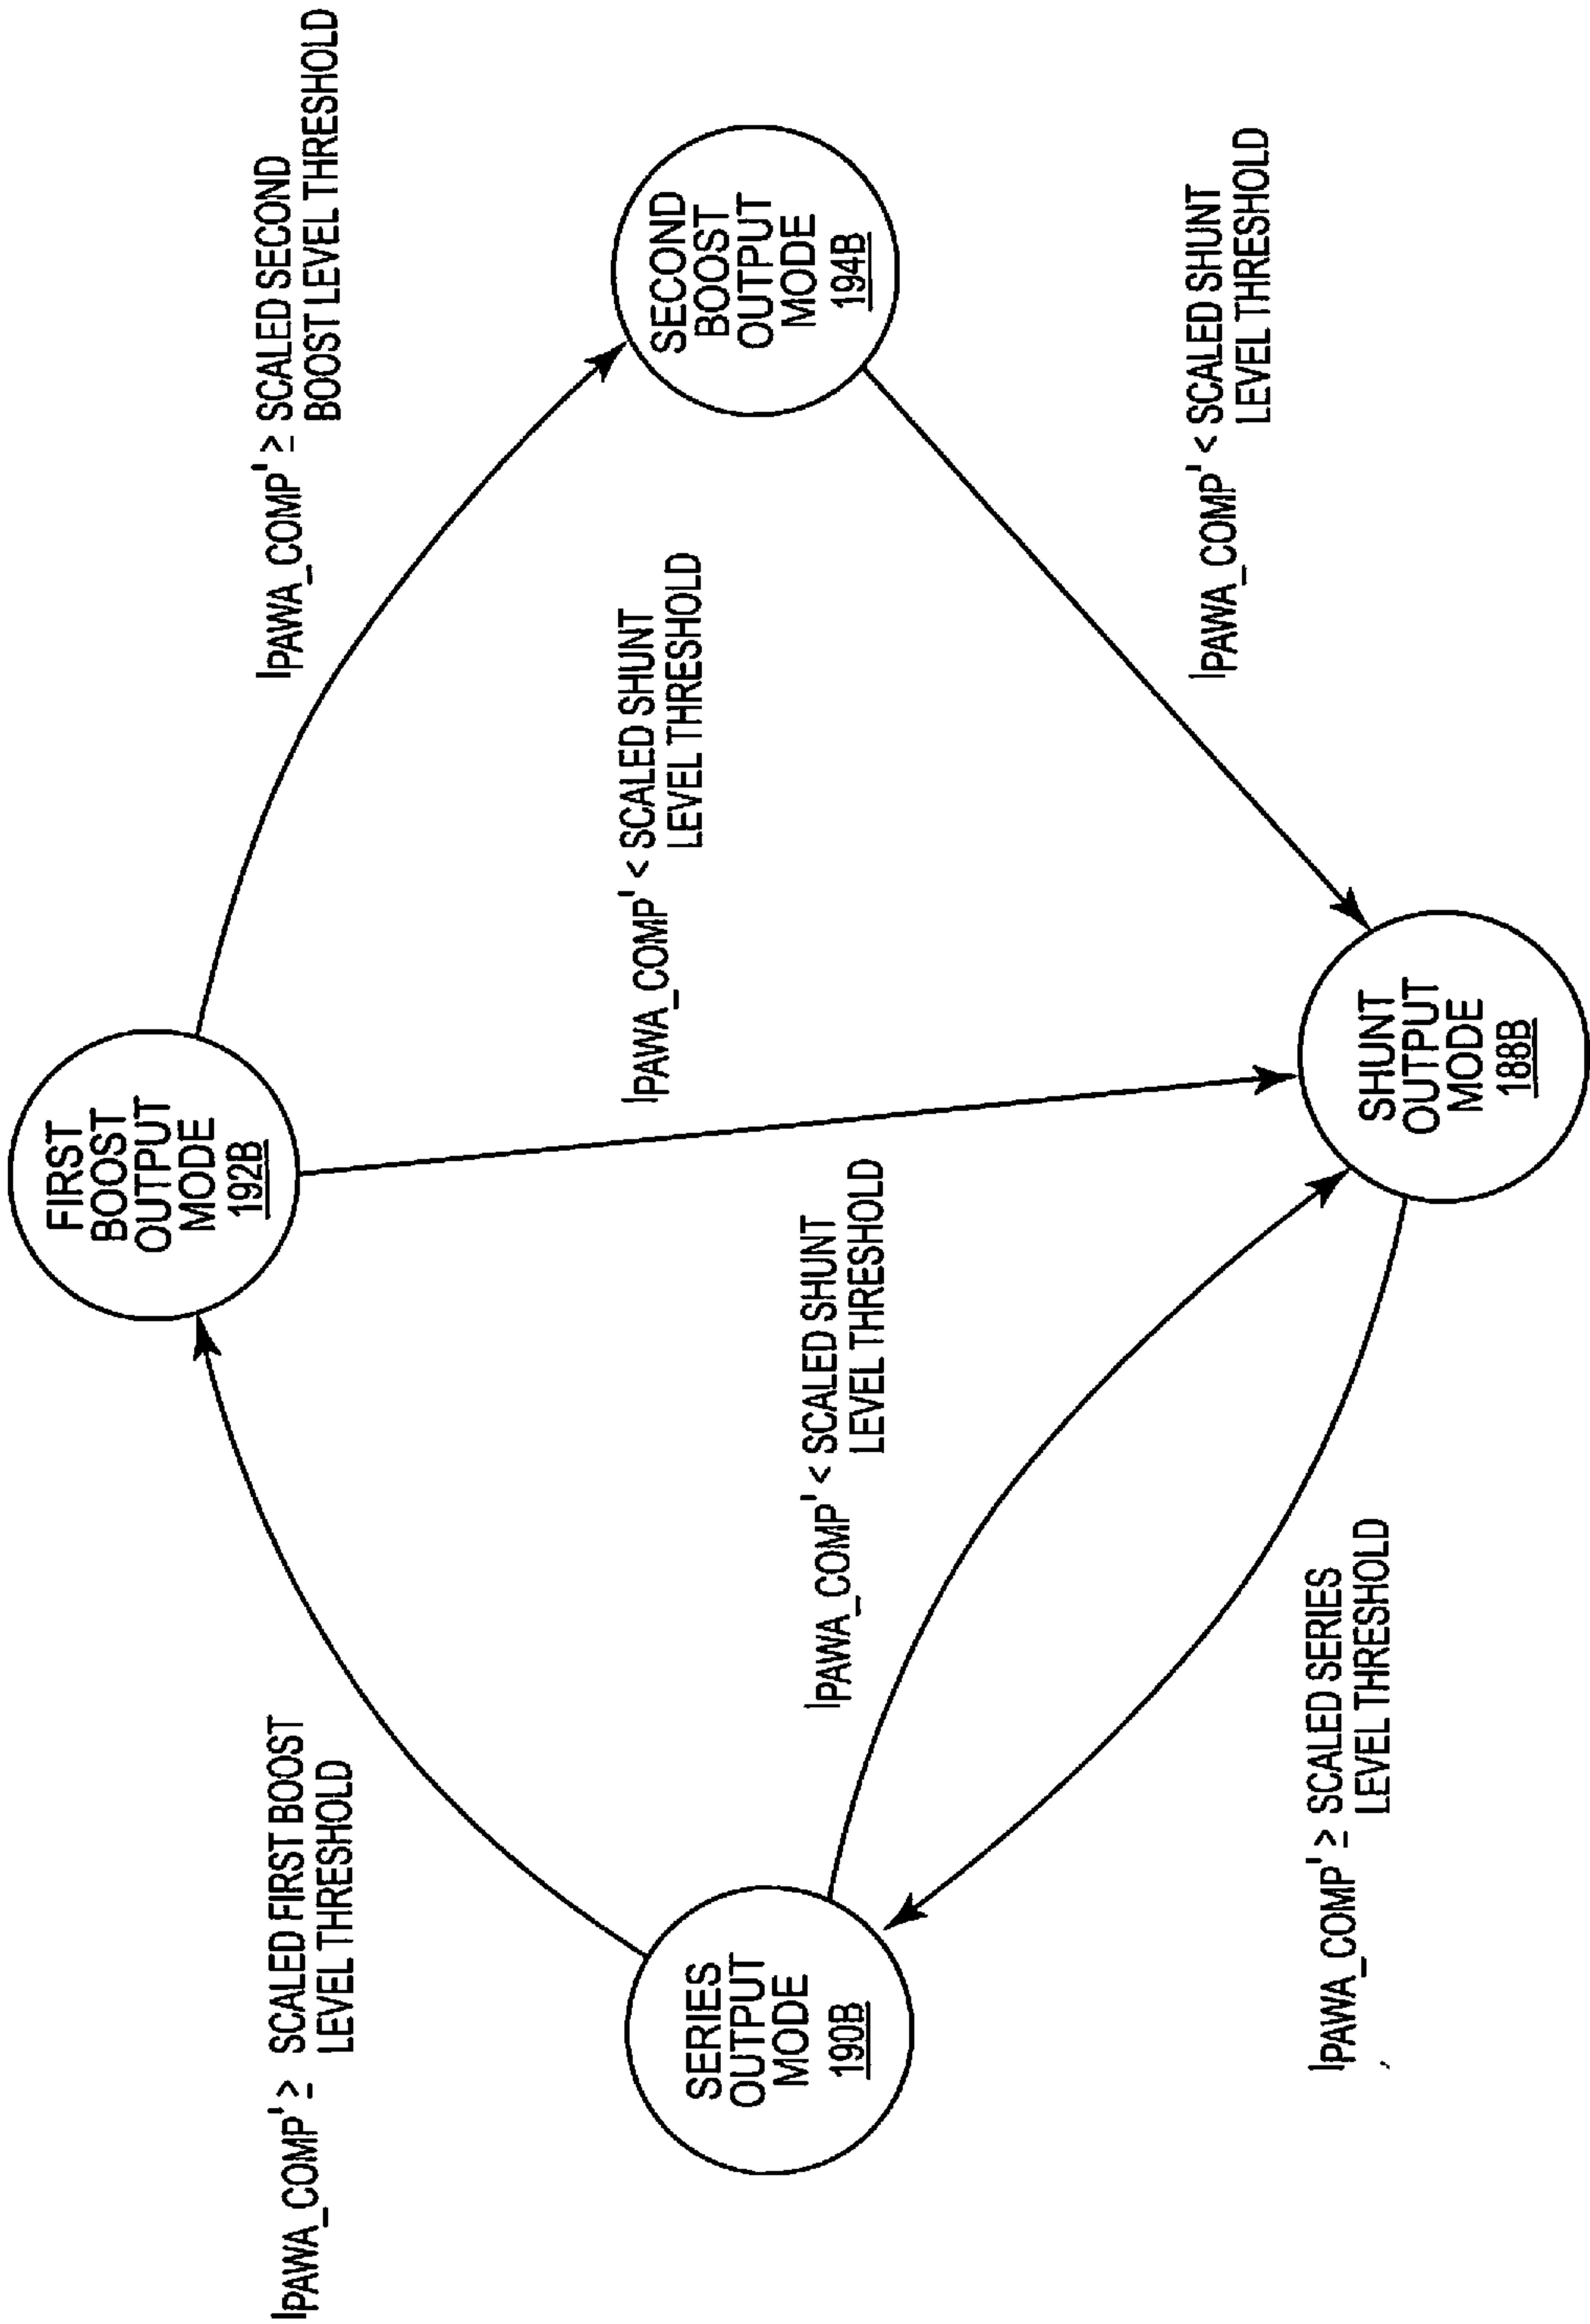 IPAWA_COMP' ≥ SCALED FIRST BOOST
LEVEL THRESHOLD
FIRST
BOOST
OUTPUT
MODE
192B
IPAWA_COMP' ≥ SCALED SECOND
BOOST LEVEL THRESHOLD
SERIES
OUTPUT
MODE
190B
IPAWA_COMP' < SCALED SHUNT
LEVEL THRESHOLD
IPAWA_COMP' < SCALED SHUNT
LEVEL THRESHOLD
SECOND
BOOST
OUTPUT
MODE
194B
IPAWA_COMP' ≥ SCALED SERIES
LEVEL THRESHOLD
SHUNT
OUTPUT
MODE
188B
IPAWA_COMP' < SCALED SHUNT
LEVEL THRESHOLD